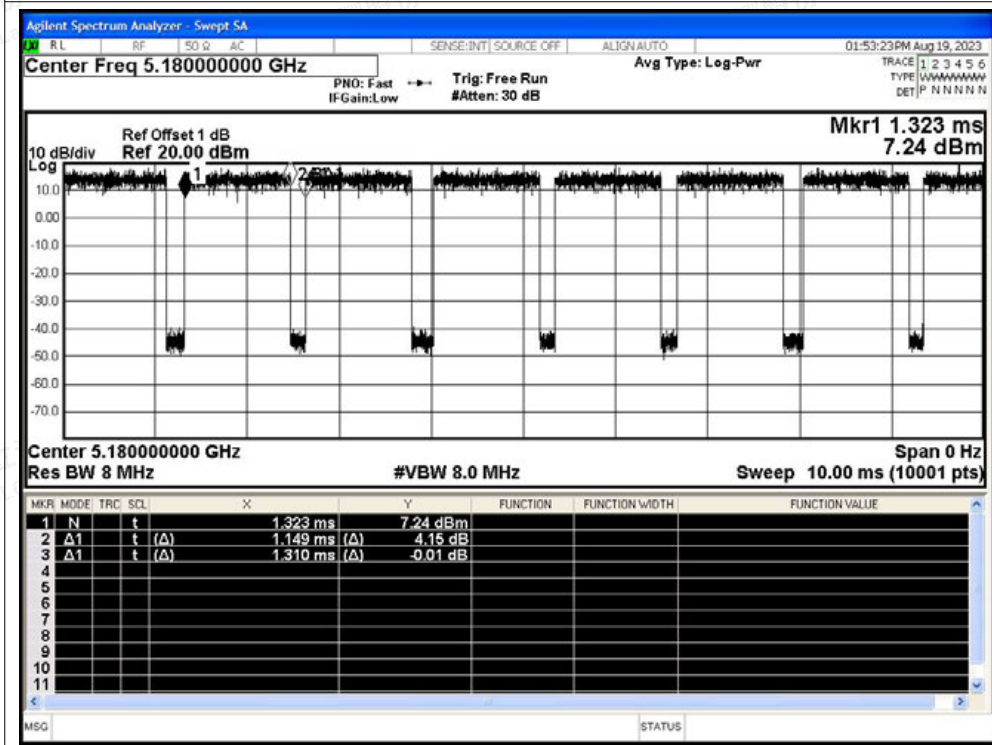 Agilent Spectrum Analyzer - Swept SA
LXI RL RF 50 Ω AC SENSE:INT SOURCE OFF ALIGN AUTO 01:53:23 PM Aug 19, 2023
Center Freq 5.180000000 GHz Avg Type: Log-Pwr TRACE 1 2 3 4 5 6
PNO: Fast Trig: Free Run TYPE WWWWWW
IFGain:Low #Atten: 30 dB DET P N N N N N
Mkr1 1.323 ms
Ref Offset 1 dB
10 dB/div Ref 20.00 dBm 7.24 dBm
Log
1
10.0
0.00
-10.0
-20.0
-30.0
-40.0
-50.0
-60.0
-70.0
Center 5.180000000 GHz Span 0 Hz
Res BW 8 MHz #VBW 8.0 MHz Sweep 10.00 ms (10001 pts)
MKR MODE TRC SCL X Y FUNCTION FUNCTION WIDTH FUNCTION VALUE
1 N t 1.323 ms 7.24 dBm
2 Δ1 t (Δ) 1.149 ms (Δ) 4.15 dB
3 Δ1 t (Δ) 1.310 ms (Δ) -0.01 dB
4
5
6
7
8
9
10
11
MSG STATUS